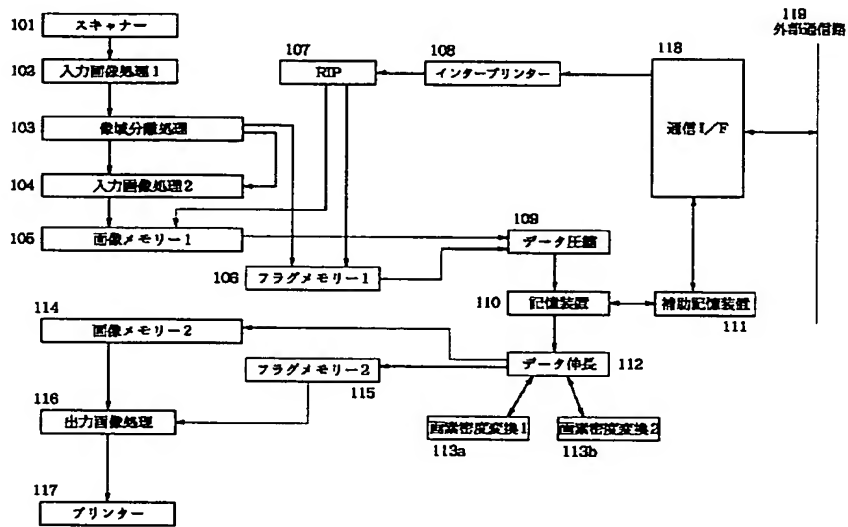 101 スキャナー
102 入力画像処理1
103 像域分離処理
104 入力画像処理2
105 画像メモリー1
107
RIP
108
インタープリンター
118
通信I/F
119
外部通信路
106 フラグメモリー1
109
データ圧縮
110 記憶装置
補助記憶装置
111
データ伸長 112
画素密度変換1
113a
画素密度変換2
113b
114
画像メモリー2
フラグメモリー2
115
116
出力画像処理
117
プリンター